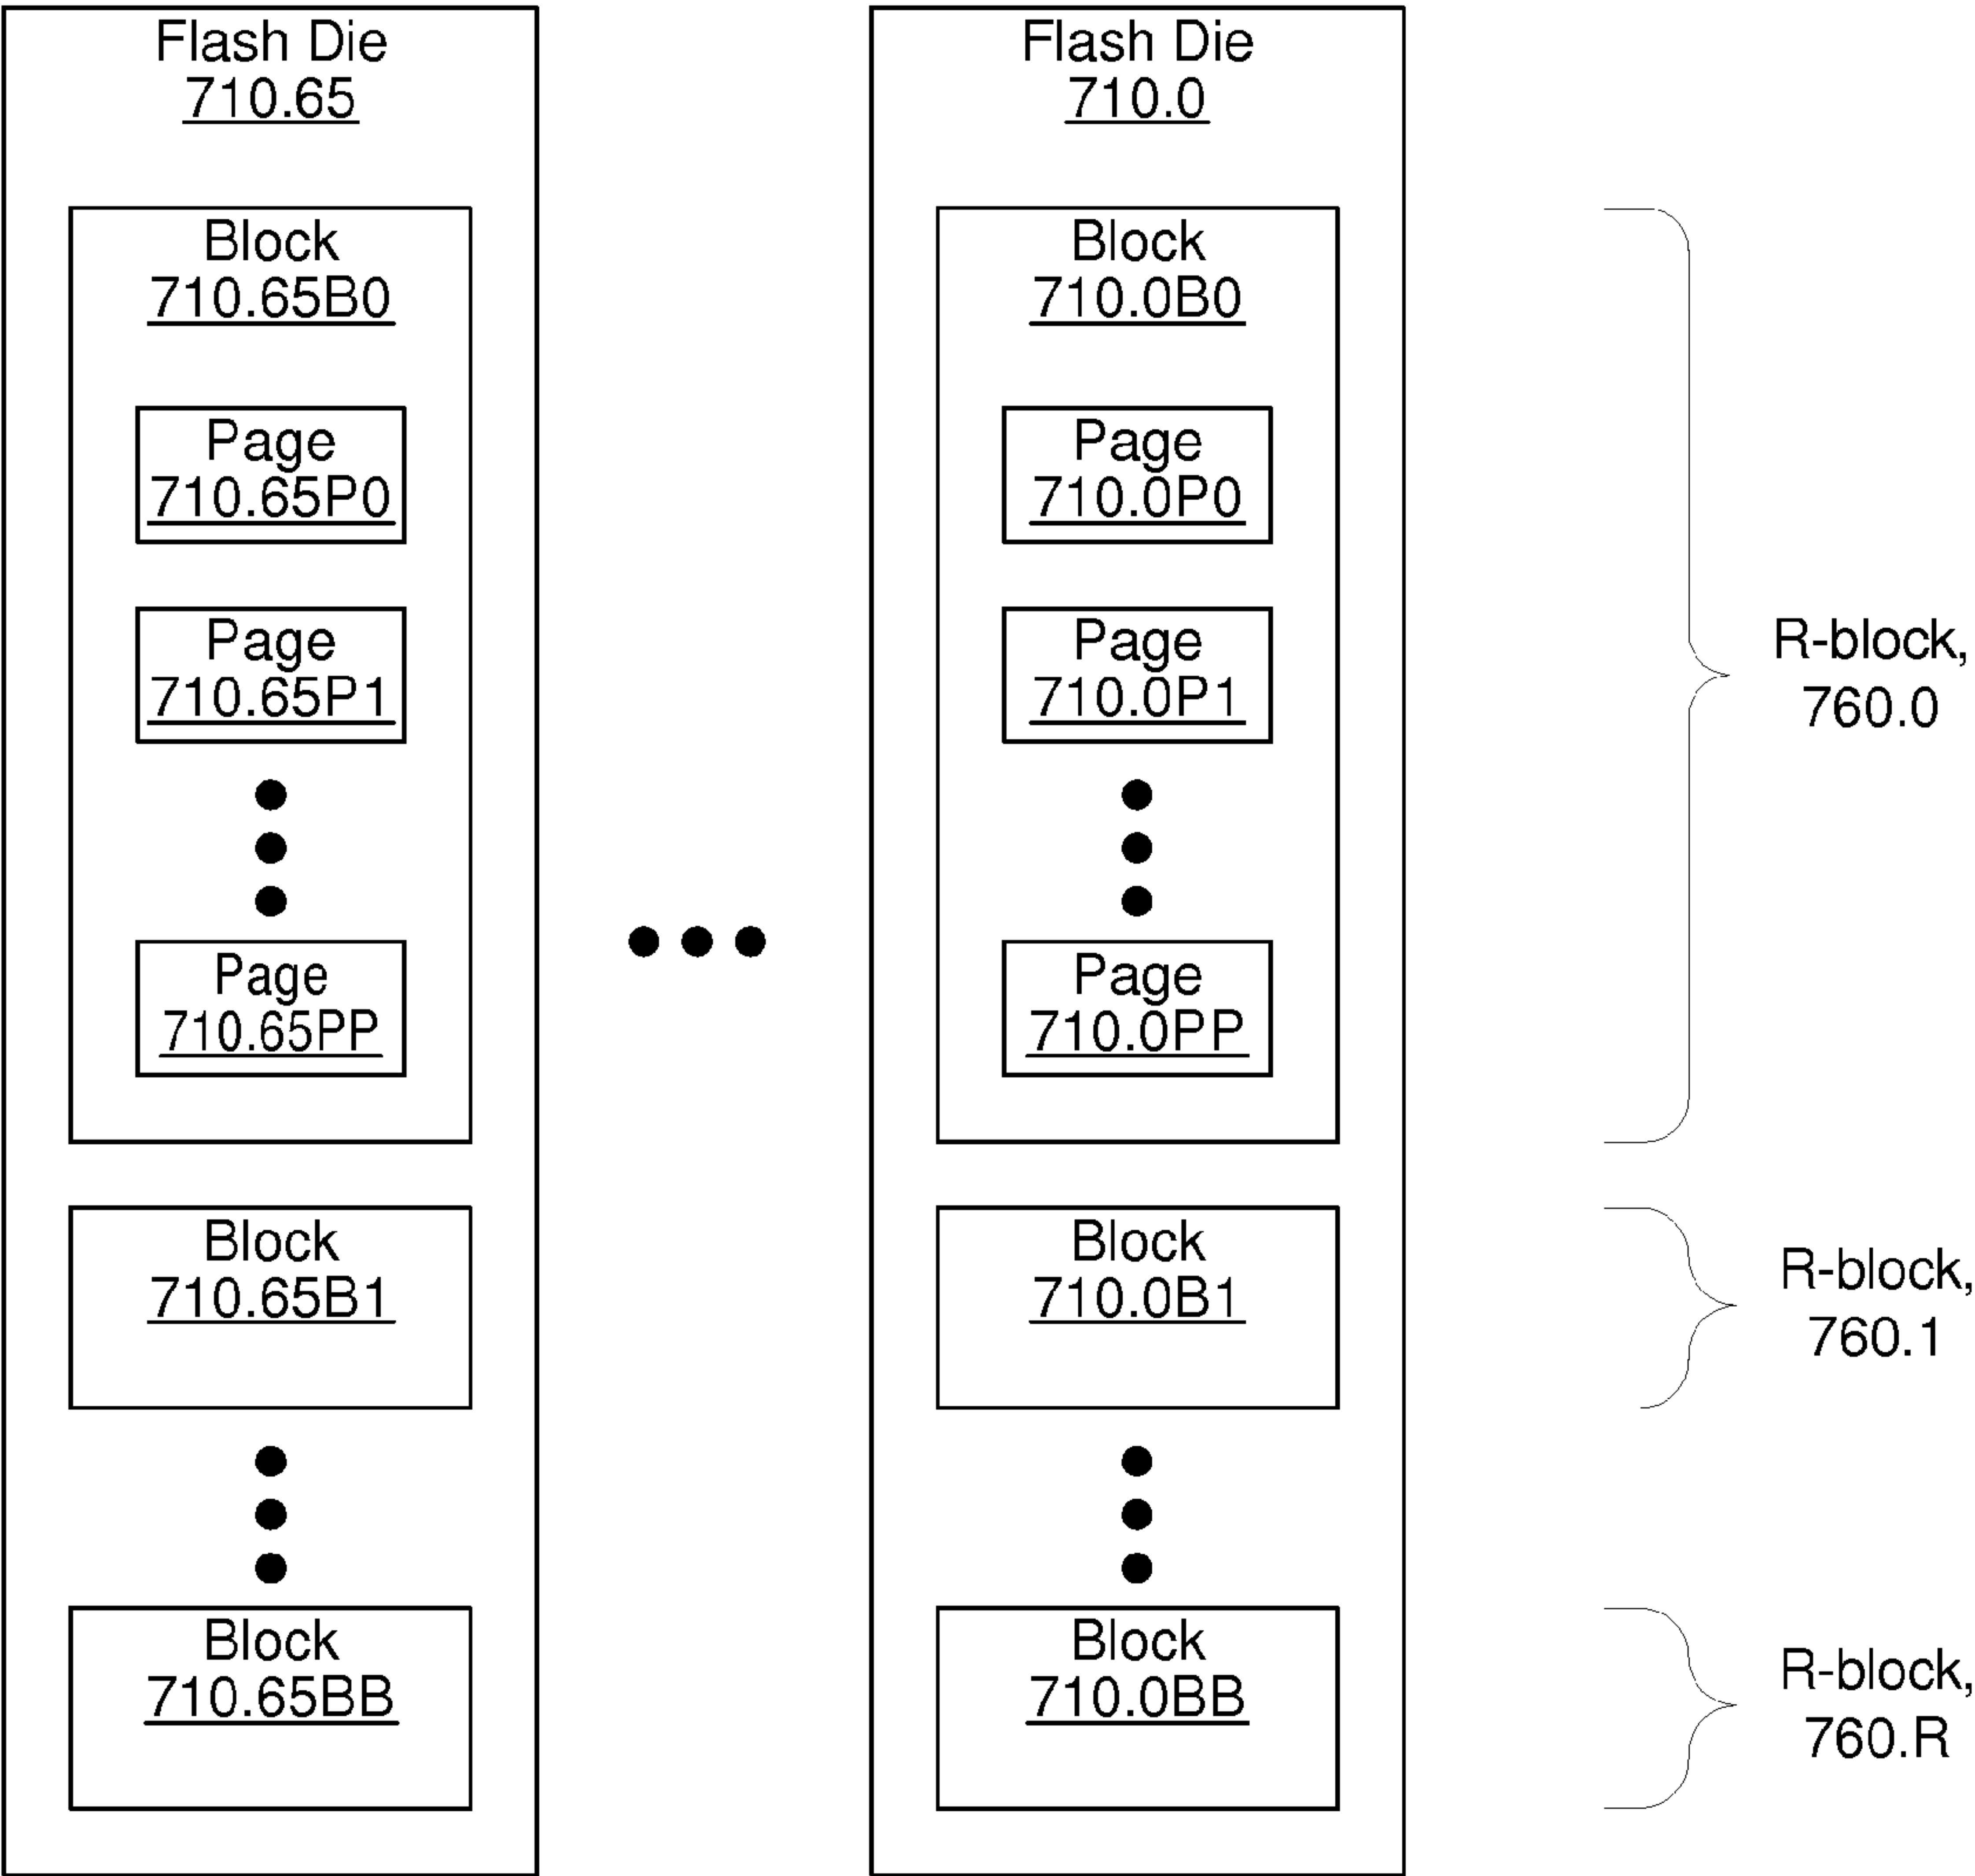 Flash Die
710.65
Block
710.65B0
Page
710.65P0
Page
710.65P1
Page
710.65PP
Block
710.65B1
Block
710.65BB
Flash Die
710.0
Block
710.0B0
Page
710.0P0
Page
710.0P1
Page
710.0PP
Block
710.0B1
Block
710.0BB
R-block,
760.0
R-block,
760.1
R-block,
760.R